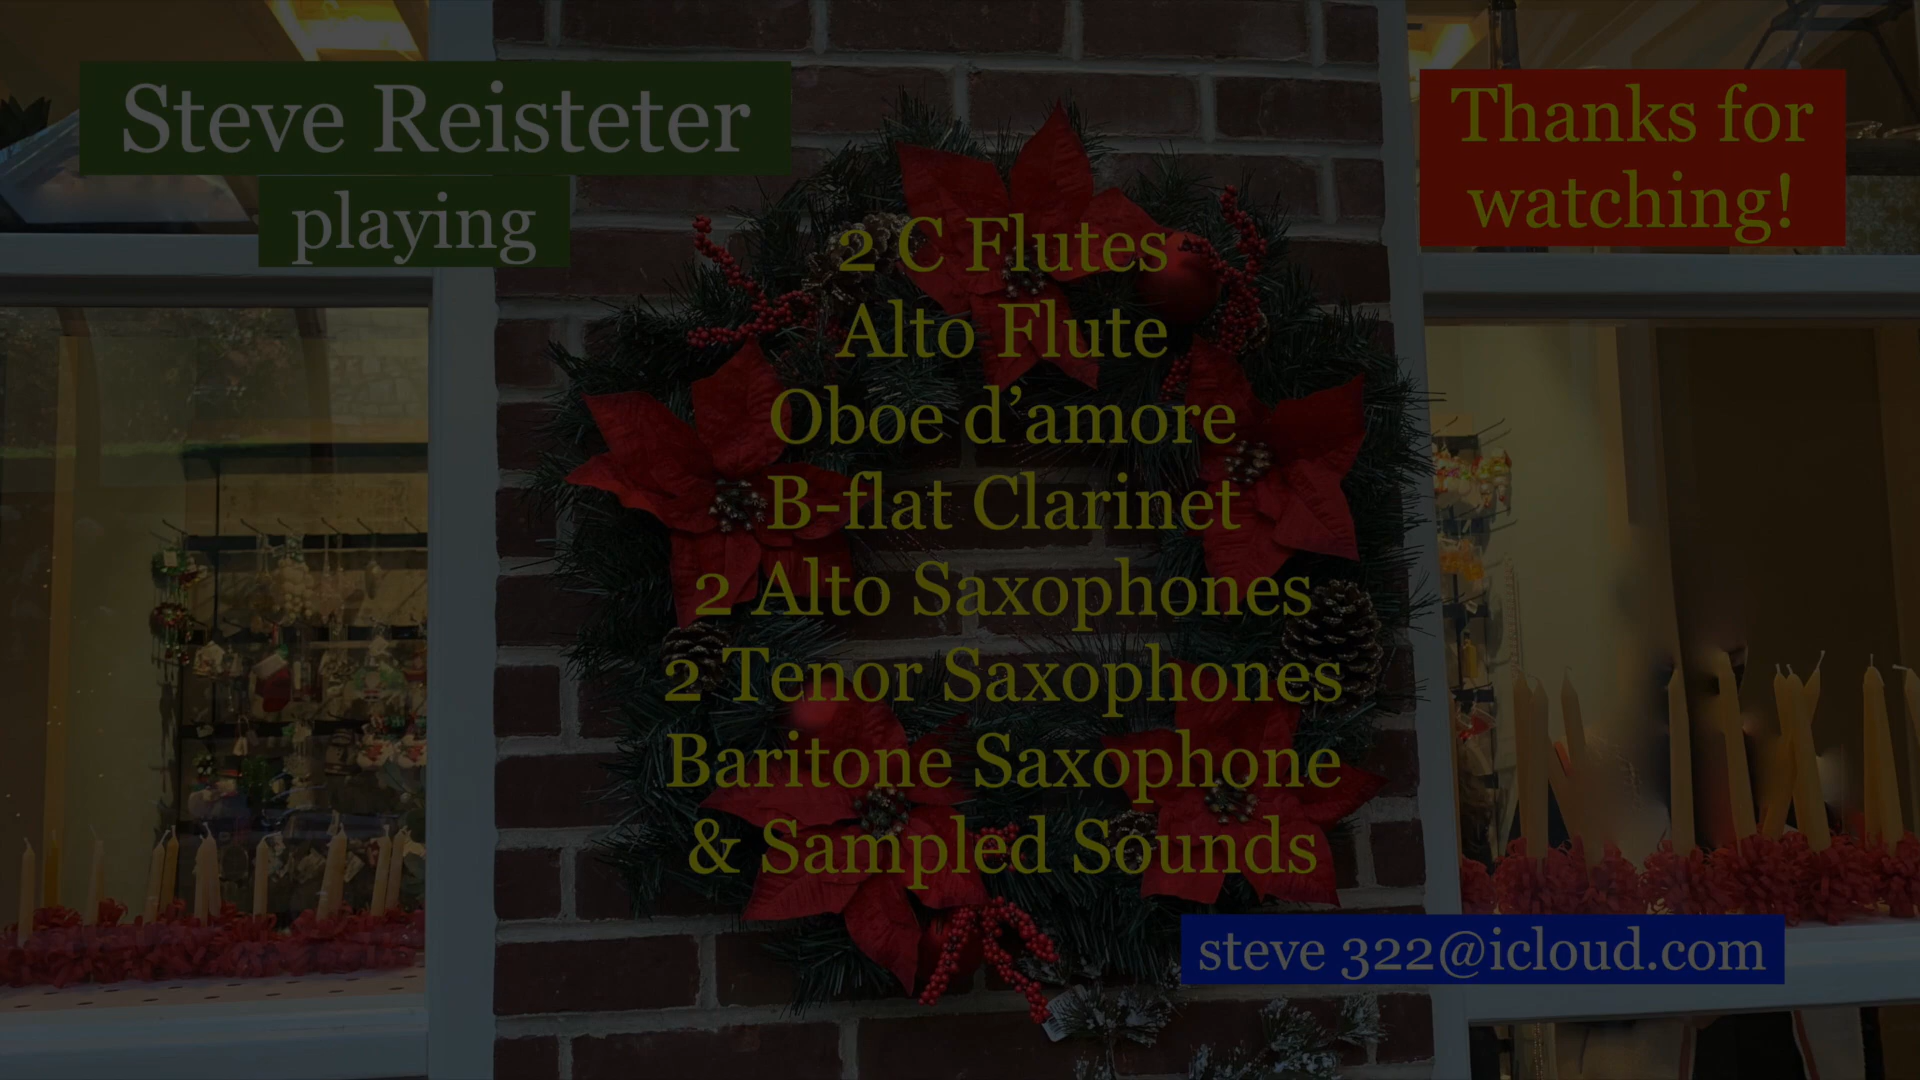 Steve Reisteter
playing
Thanks for
watching!
2 C Flutes
Alto Flute
Oboe d’amore
B-flat Clarinet
2 Alto Saxophones
2 Tenor Saxophones
Baritone Saxophone
& Sampled Sounds
steve 322@icloud.com